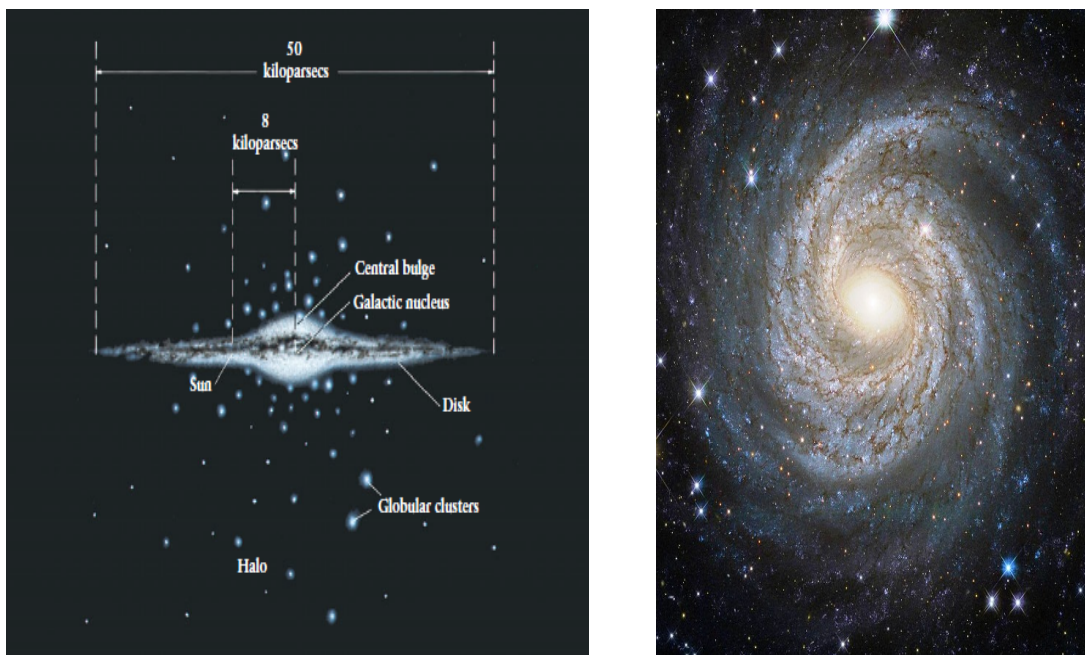 50
kiloparsecs
8
kiloparsecs
Central bulge
Galactic nucleus
Sun
Disk
Globular clusters
Halo